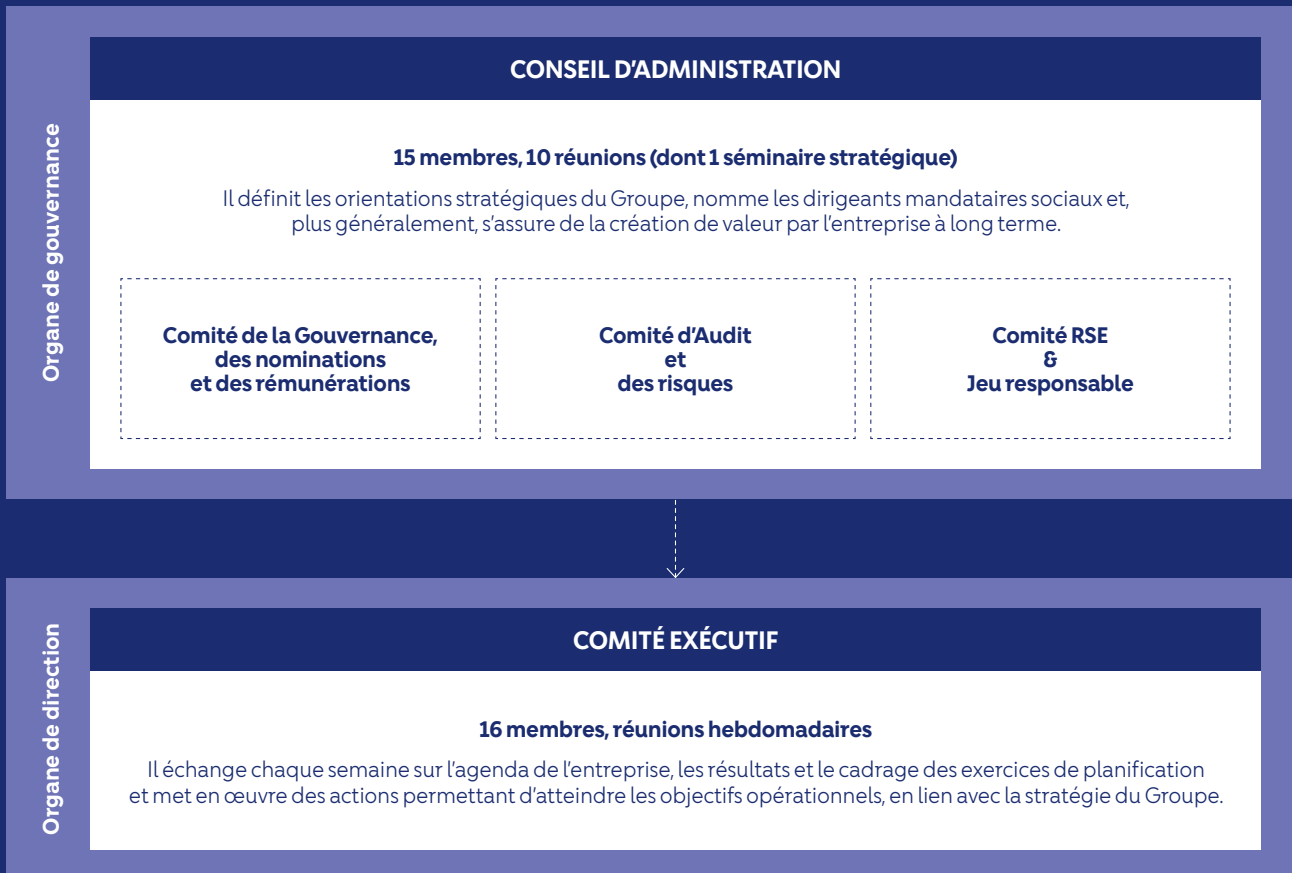 Organe de gouvernance
CONSEIL D'ADMINISTRATION
15 membres, 10 réunions (dont 1 séminaire stratégique)
Il définit les orientations stratégiques du Groupe, nomme les dirigeants mandataires sociaux et,
plus généralement, s'assure de la création de valeur par l'entreprise à long terme.
Comité de la Gouvernance,
des nominations
et des rémunérations
Comité d'Audit
et
des risques
Comité RSE
&
Jeu responsable
Organe de direction
COMITÉ EXÉCUTIF
16 membres, réunions hebdomadaires
Il échange chaque semaine sur l'agenda de l'entreprise, les résultats et le cadrage des exercices de planification
et met en œuvre des actions permettant d'atteindre les objectifs opérationnels, en lien avec la stratégie du Groupe.